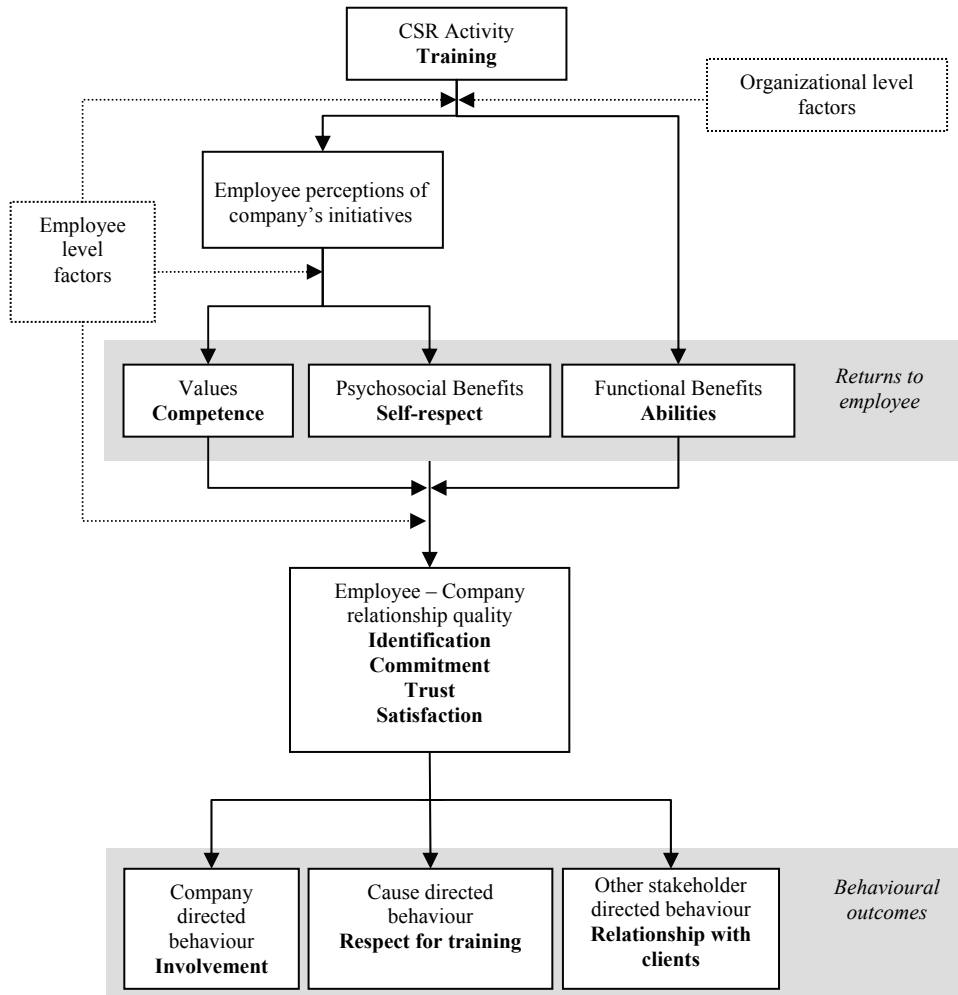 CSR Activity
Training
Organizational level
factors
Employee perceptions of
company’s initiatives
Employee
level
factors
Values
Competence
Psychosocial Benefits
Self-respect
Functional Benefits
Abilities
Returns to
employee
Employee – Company
relationship quality
Identification
Commitment
Trust
Satisfaction
Company
directed
behaviour
Involvement
Cause directed
behaviour
Respect for training
Other stakeholder
directed behaviour
Relationship with
clients
Behavioural
outcomes